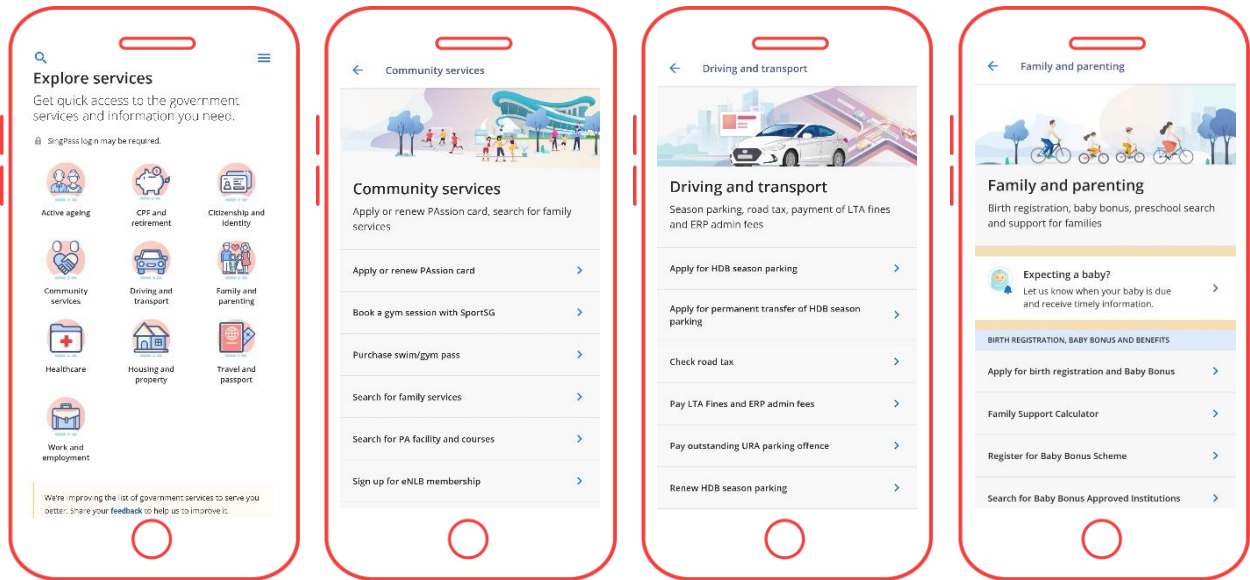 Explore services
Get quick access to the government
services and information you need.
SingPass login may be required.
Active ageing
CPF and
retirement
Citizenship and
identity
Community
services
Driving and
transport
Family and
parenting
Healthcare
Housing and
property
Travel and
passport
Work and
employment
We're improving the list of government services to serve you
better. Share your feedback to help us to improve it.
Community services
Community services
Apply or renew PAssion card, search for family
services
Apply or renew PAssion card
Book a gym session with SportSG
Purchase swim/gym pass
Search for family services
Search for PA facility and courses
Sign up for eNLB membership
Driving and transport
Driving and transport
Season parking, road tax, payment of LTA fines
and ERP admin fees
Apply for HDB season parking
Apply for permanent transfer of HDB season
parking
Check road tax
Pay LTA Fines and ERP admin fees
Pay outstanding URA parking offence
Renew HDB season parking
Family and parenting
Family and parenting
Birth registration, baby bonus, preschool search
and support for families
Expecting a baby?
Let us know when your baby is due
and receive timely information.
BIRTH REGISTRATION, BABY BONUS AND BENEFITS
Apply for birth registration and Baby Bonus
Family Support Calculator
Register for Baby Bonus Scheme
Search for Baby Bonus Approved Institutions